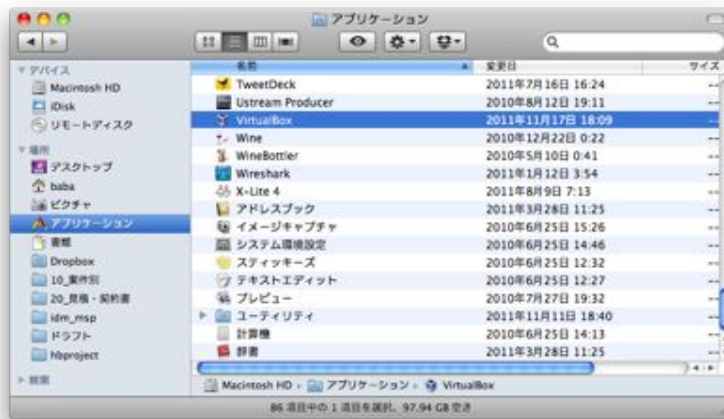 アプリケーション
名前 変更日 サイズ
デバイス
Macintosh HD
iDisk
リモートディスク
場所
デスクトップ
baba
ピクチャ
アプリケーション
書類
Dropbox
10_案件別
20_見積・契約書
idm_msp
ドラフト
hbproject
検索
TweetDeck 2011年7月16日 16:24 --
Ustream Producer 2010年8月12日 19:11 --
VirtualBox 2011年11月17日 18:09 --
Wine 2010年12月22日 0:22 --
WineBottler 2010年5月10日 0:41 --
Wireshark 2011年1月12日 3:54 --
X-Lite 4 2011年8月9日 7:13 --
アドレスブック 2011年3月28日 11:25 --
イメージキャプチャ 2010年6月25日 15:26 --
システム環境設定 2010年6月25日 14:46 --
スティッキーズ 2010年6月25日 12:32 --
テキストエディット 2010年6月25日 12:27 --
プレビュー 2010年7月27日 19:32 --
ユーティリティ 2011年11月11日 18:40 --
計算機 2010年6月25日 14:13 --
辞書 2011年3月28日 11:25 --
Macintosh HD ▸ アプリケーション ▸ VirtualBox
86 項目中の 1 項目を選択、97.94 GB 空き